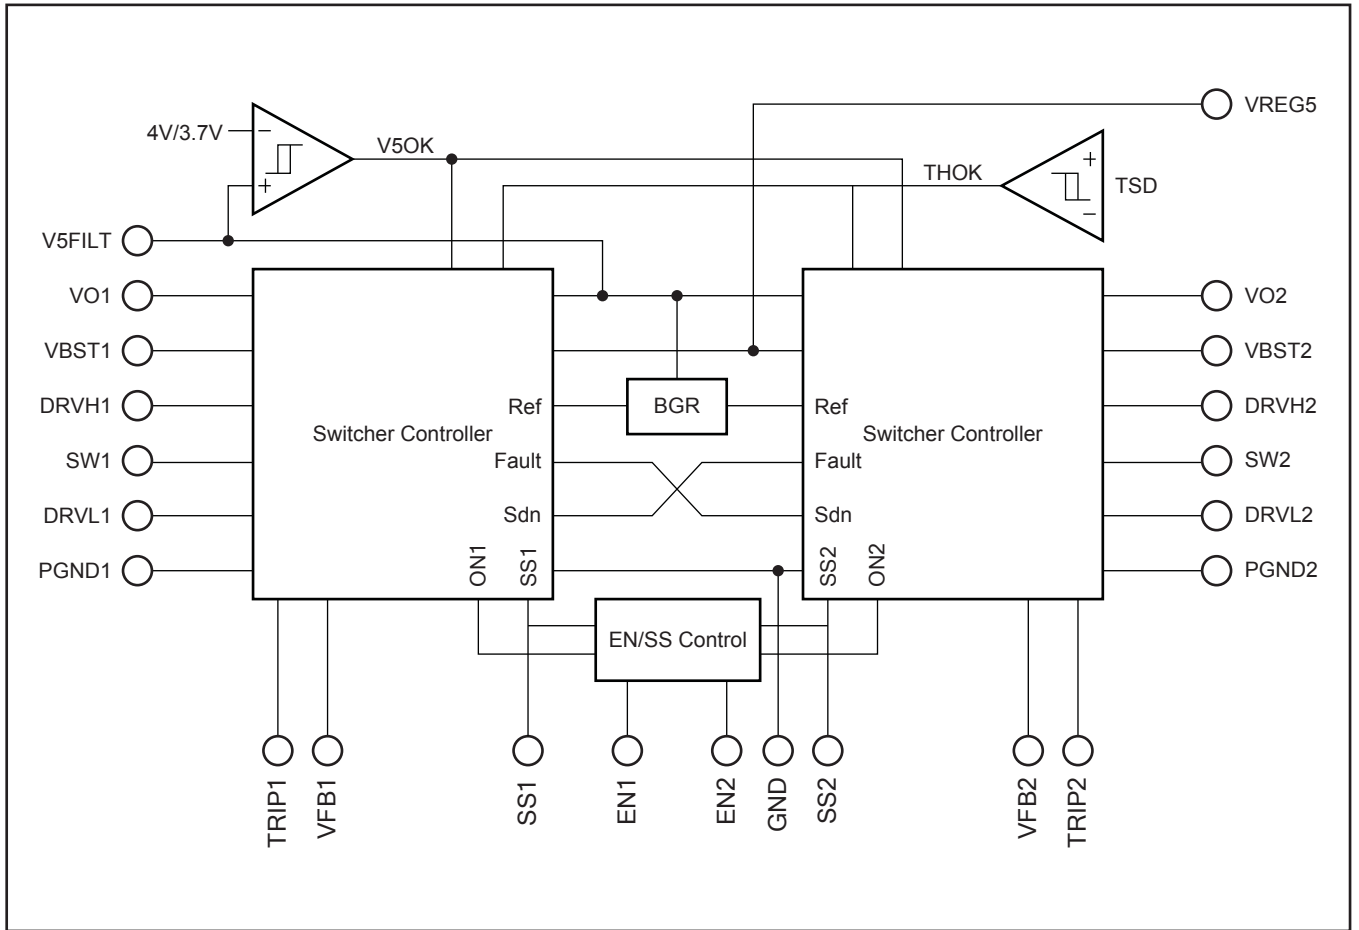 VREG5
4V/3.7V
−
V5OK
+
THOK
TSD
+
−
V5FILT
VO1
VO2
VBST1
VBST2
DRVH1
Ref
BGR
Ref
DRVH2
Switcher Controller
Switcher Controller
SW1
Fault
Fault
SW2
DRVL1
Sdn
Sdn
DRVL2
PGND1
ON1
SS1
SS2
ON2
PGND2
EN/SS Control
TRIP1
VFB1
SS1
EN1
EN2
GND
SS2
VFB2
TRIP2